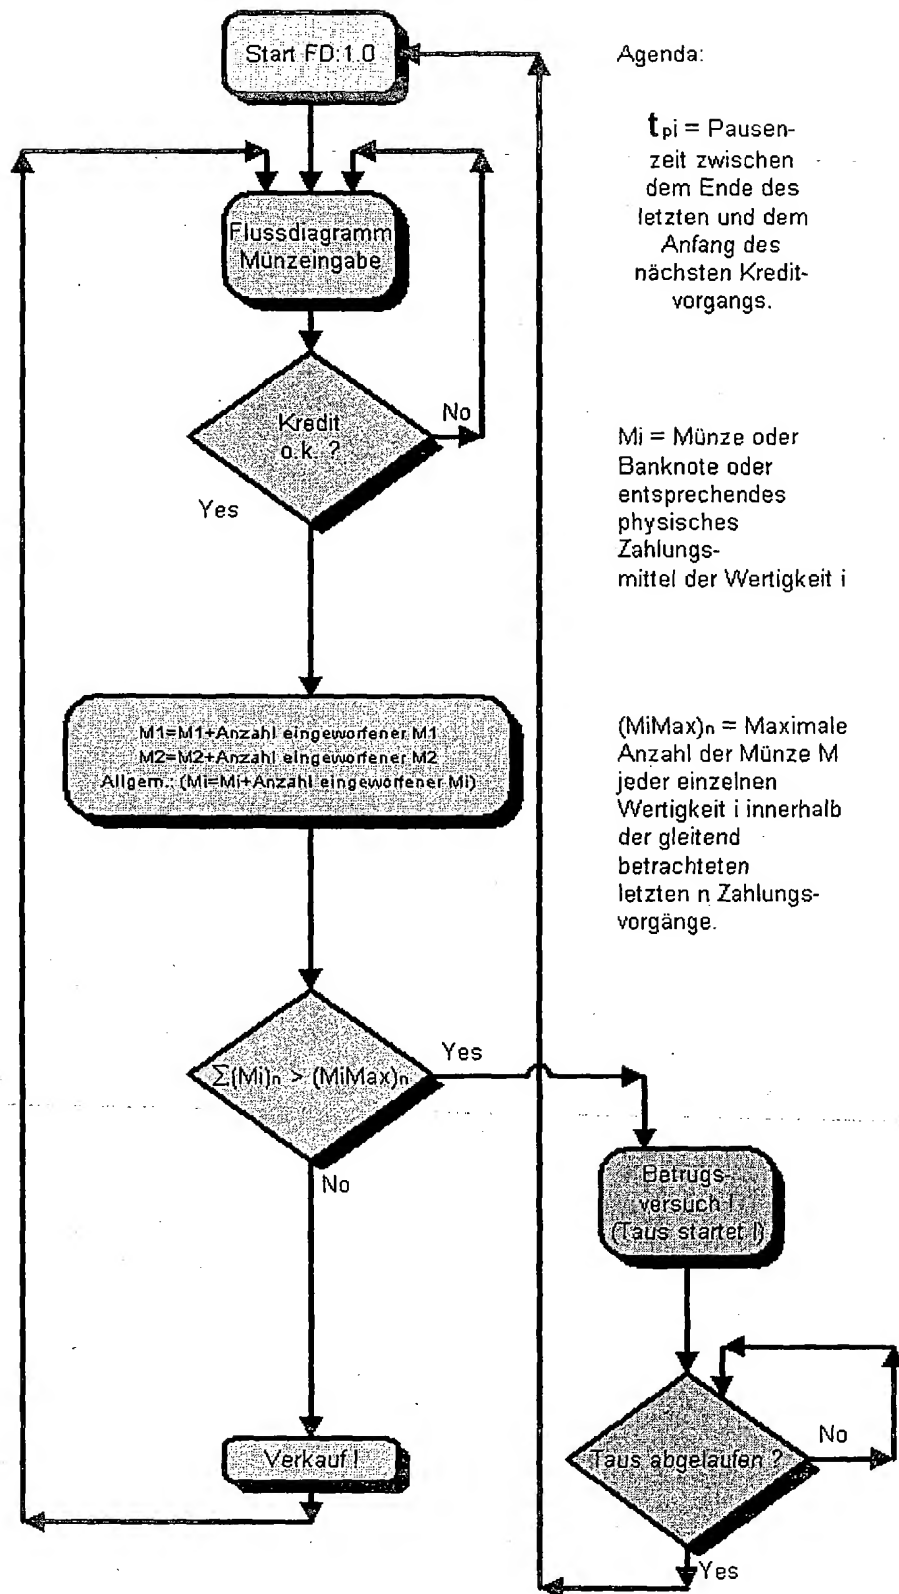 Start FD:1.0
Agenda:
tpi = Pausen-
zeit zwischen
dem Ende des
letzten und dem
Anfang des
nächsten Kredit-
vorgangs.
Flussdiagramm
Münzeingabe
Kredit
o.k. ?
No
Yes
Mi = Münze oder
Banknote oder
entsprechendes
physisches
Zahlungs-
mittel der Wertigkeit i
M1=M1+Anzahl eingeworfener M1
M2=M2+Anzahl eingeworfener M2
Allgem.: (Mi=Mi+Anzahl eingeworfener Mi)
(MiMax)n = Maximale
Anzahl der Münze M
jeder einzelnen
Wertigkeit i innerhalb
der gleitend
betrachteten
letzten n Zahlungs-
vorgänge.
∑(Mi)n > (MiMax)n
Yes
No
Betrugs-
versuch !
(Taus startet !)
Verkauf !
Taus abgelaufen ?
No
Yes